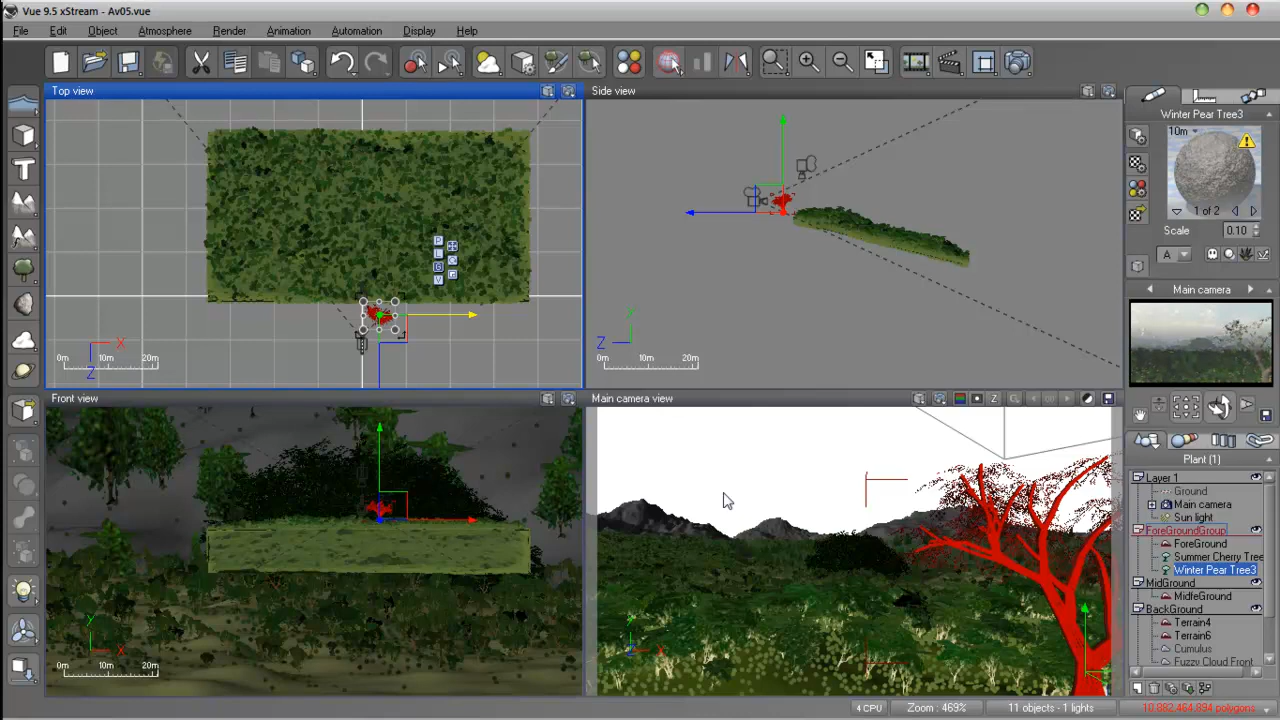 Vue 9.5 xStream - Av05.vue
File Edit Object Atmosphere Render Animation Automation Display Help
Top view
Side view
Winter Pear Tree3
10m
1 of 2
Scale 0.10
A
P
L
V
X
Z
0m 10m 20m
Y
Z
0m 10m 20m
Main camera
Front view
Main camera view
Z
Plant (1)
Layer 1
Ground
Main camera
Sun light
ForeGroundGroup
ForeGround
Summer Cherry Tree
Winter Pear Tree3
MidGround
MidfeGround
BackGround
Terrain4
Terrain6
Cumulus
Fuzzy Cloud Front
Y
X
0m 10m 20m
X
4 CPU
Zoom : 469%
11 objects - 1 lights
10.882.464.894 polygons